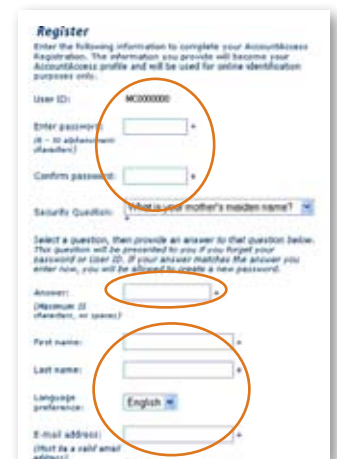 Register
Enter the following information to complete your AccountAccess
Registration. The information you provide will become your
AccountAccess profile and will be used for online identification
purposes only.
User ID: MC0000000
Enter password: *
(6 - 10 alphanumeric
characters)
Confirm password: *
Security Question: What is your mother's maiden name?
*
Select a question, then provide an answer to that question below.
This question will be presented to you if you forget your
password or User ID. If your answer matches the answer you
enter now, you will be allowed to create a new password.
Answer: *
(Maximum
characters, no spaces)
First name: *
Last name: *
Language
preference: English
E-mail address: *
(Must be a valid email
address)